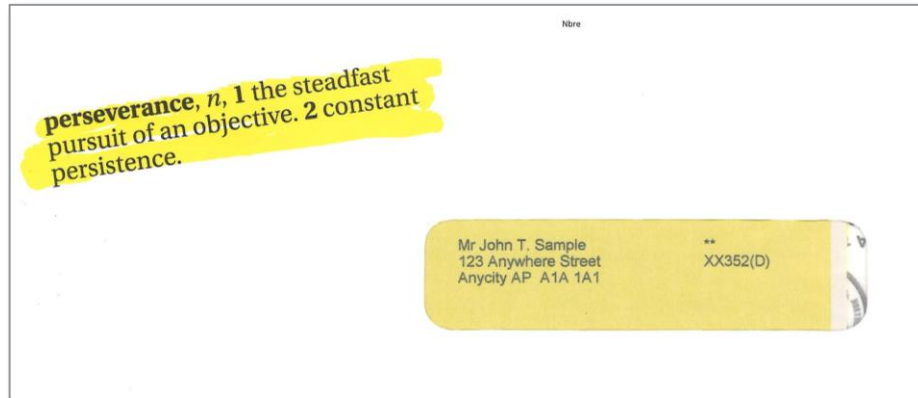 Nbre
perseverance, n, 1 the steadfast
pursuit of an objective. 2 constant
persistence.
Mr John T. Sample
123 Anywhere Street
Anycity AP A1A 1A1
**
XX352(D)